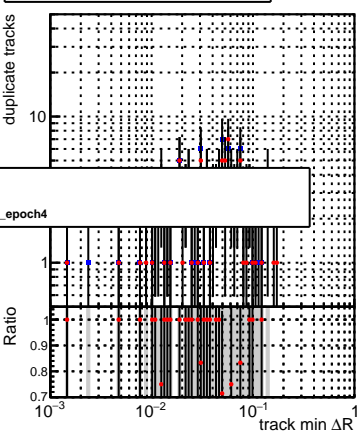 duplicate tracks
10
_epoch4
1
Ratio
1
0.9
0.8
0.7
10⁻³ 10⁻² 10⁻¹ 1
track min ΔR